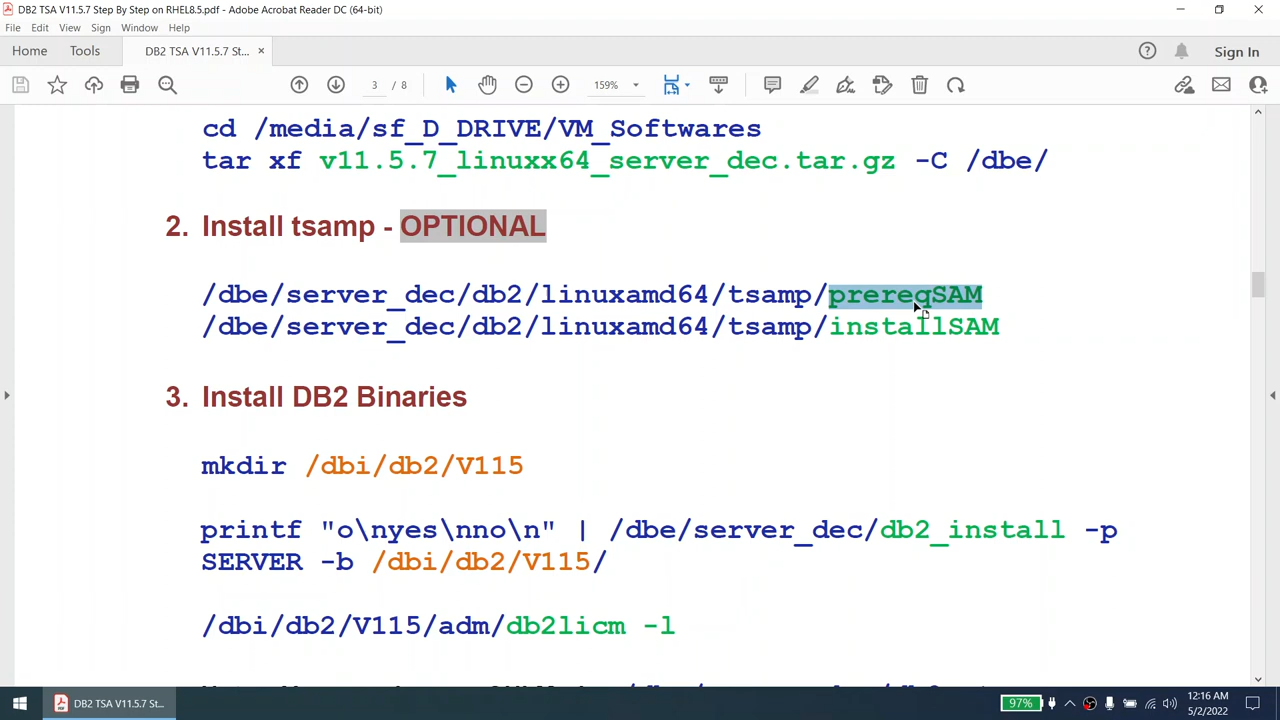 DB2 TSA V11.5.7 Step By Step on RHEL8.5.pdf - Adobe Acrobat Reader DC (64-bit)
File Edit View Sign Window Help
Home Tools DB2 TSA V11.5.7 St... ×
Sign In
3 / 8
159%
cd /media/sf_D_DRIVE/VM_Softwares
tar xf v11.5.7_linuxx64_server_dec.tar.gz -C /dbe/
2. Install tsamp - OPTIONAL
/dbe/server_dec/db2/linuxamd64/tsamp/prereqSAM
/dbe/server_dec/db2/linuxamd64/tsamp/installSAM
3. Install DB2 Binaries
mkdir /dbi/db2/V115
printf "o\nyes\nno\n" | /dbe/server_dec/db2_install -p
SERVER -b /dbi/db2/V115/
/dbi/db2/V115/adm/db2licm -l
DB2 TSA V11.5.7 St...
97%
12:16 AM
5/2/2022